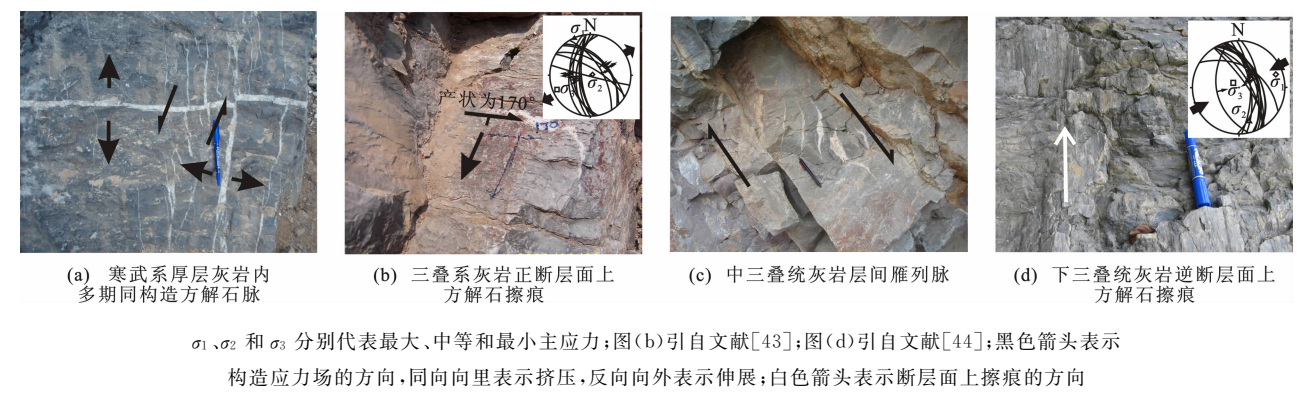 N
σ
产状为170°
σ
σ₂
N
σ₁
σ₃
σ₂
(a) 寒武系厚层灰岩内
多期同构造方解石脉
(b) 三叠系灰岩正断层面上
方解石擦痕
(c) 中三叠统灰岩层间雁列脉
(d) 下三叠统灰岩逆断层面上
方解石擦痕
σ₁、σ₂ 和 σ₃ 分别代表最大、中等和最小主应力;图(b)引自文献[43];图(d)引自文献[44];黑色箭头表示
构造应力场的方向,同向向里表示挤压,反向向外表示伸展;白色箭头表示断层面上擦痕的方向